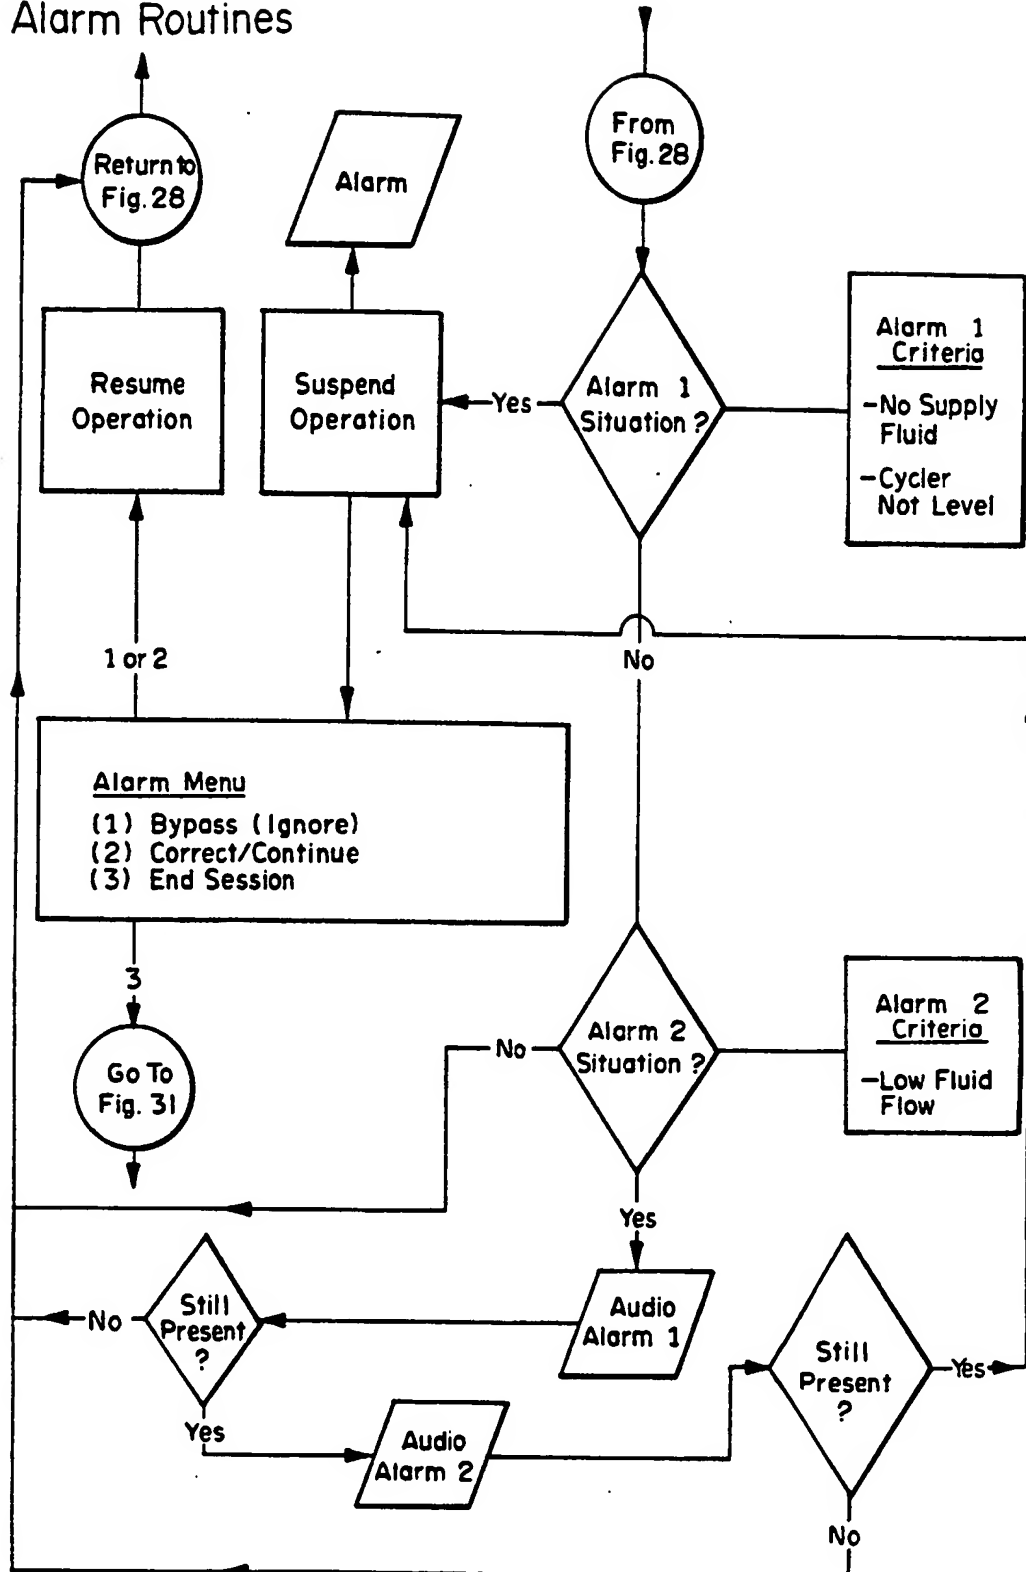 Alarm Routines
Return to
Fig. 28
Alarm
From
Fig. 28
Resume
Operation
Suspend
Operation
Yes
Alarm 1
Situation ?
Alarm 1
Criteria
-No Supply
Fluid
-Cycler
Not Level
1 or 2
No
Alarm Menu
(1) Bypass (Ignore)
(2) Correct/Continue
(3) End Session
3
Go To
Fig. 31
No
Alarm 2
Situation ?
Alarm 2
Criteria
-Low Fluid
Flow
Yes
No
Still
Present
?
Audio
Alarm 1
Still
Present
?
Yes
Yes
Audio
Alarm 2
No